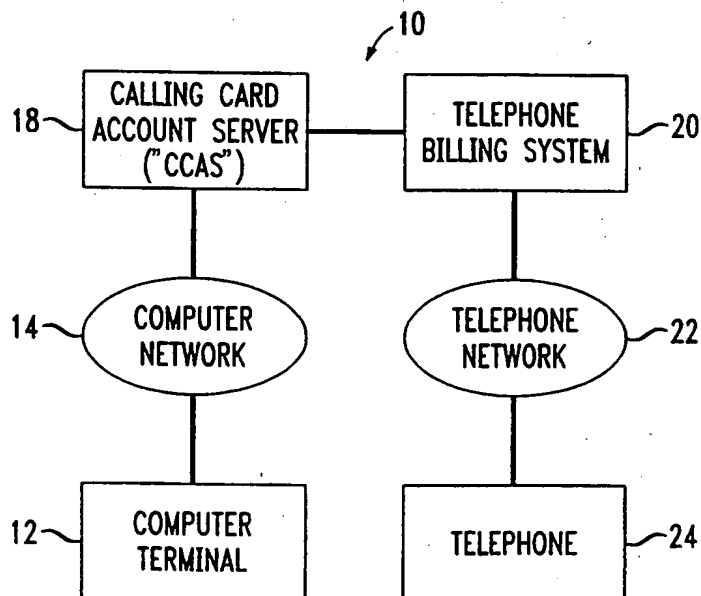 10
18
CALLING CARD
ACCOUNT SERVER
("CCAS")
TELEPHONE
BILLING SYSTEM
20
14
COMPUTER
NETWORK
TELEPHONE
NETWORK
22
12
COMPUTER
TERMINAL
TELEPHONE
24